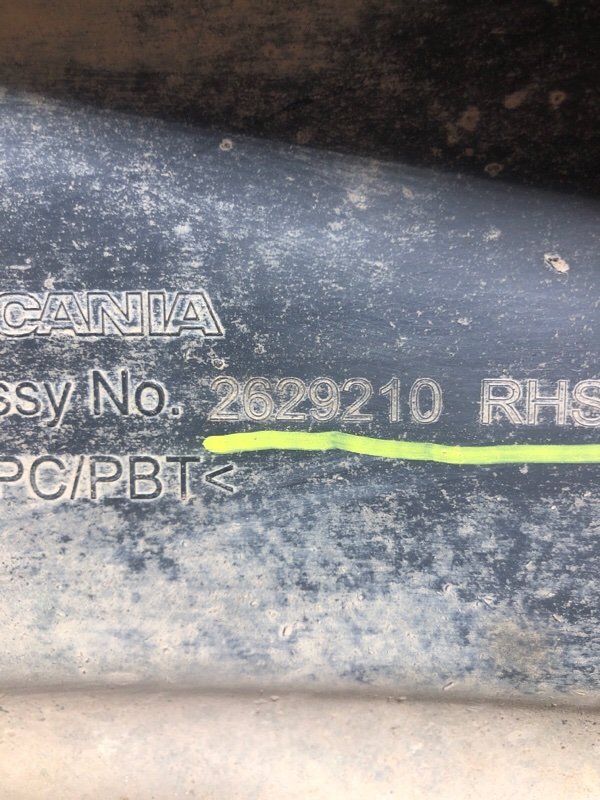 CANIA
ssy No. 2629210 RHS
PC/PBT<